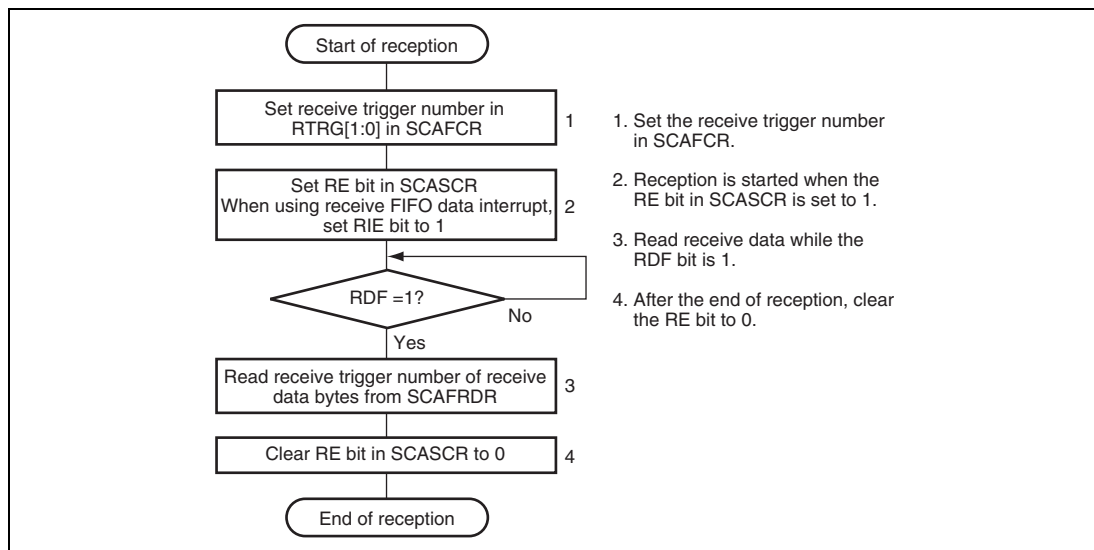 Start of reception
Set receive trigger number in
RTRG[1:0] in SCAFCR
1
Set RE bit in SCASCR
When using receive FIFO data interrupt,
set RIE bit to 1
2
RDF =1?
No
Yes
Read receive trigger number of receive
data bytes from SCAFRDR
3
Clear RE bit in SCASCR to 0
4
End of reception
1. Set the receive trigger number
in SCAFCR.
2. Reception is started when the
RE bit in SCASCR is set to 1.
3. Read receive data while the
RDF bit is 1.
4. After the end of reception, clear
the RE bit to 0.